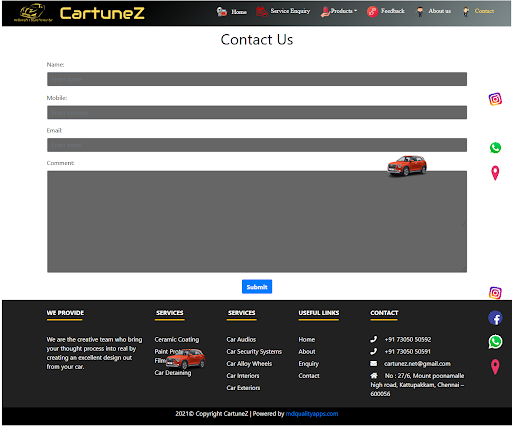 CartuneZ
Home
Service Enquiry
Products
Feedback
About us
Contact
Contact Us
Name:
Mobile:
Email:
Comment:
Submit
WE PROVIDE
We are the creative team who bring
your thought process into real by
creating an excellent design out
from your car.
SERVICES
Ceramic Coating
Paint
Film
Car Detaining
SERVICES
Car Audios
Car Security Systems
Car Alloy Wheels
Car Interiors
Car Exteriors
USEFUL LINKS
Home
About
Enquiry
Contact
CONTACT
+91 73050 50592
+91 73050 50591
cartunez.net@gmail.com
No : 27/6, Mount poonamalle
high road, Kattupakkam, Chennai –
600056
2021© Copyright CartuneZ | Powered by mdqualityapps.com